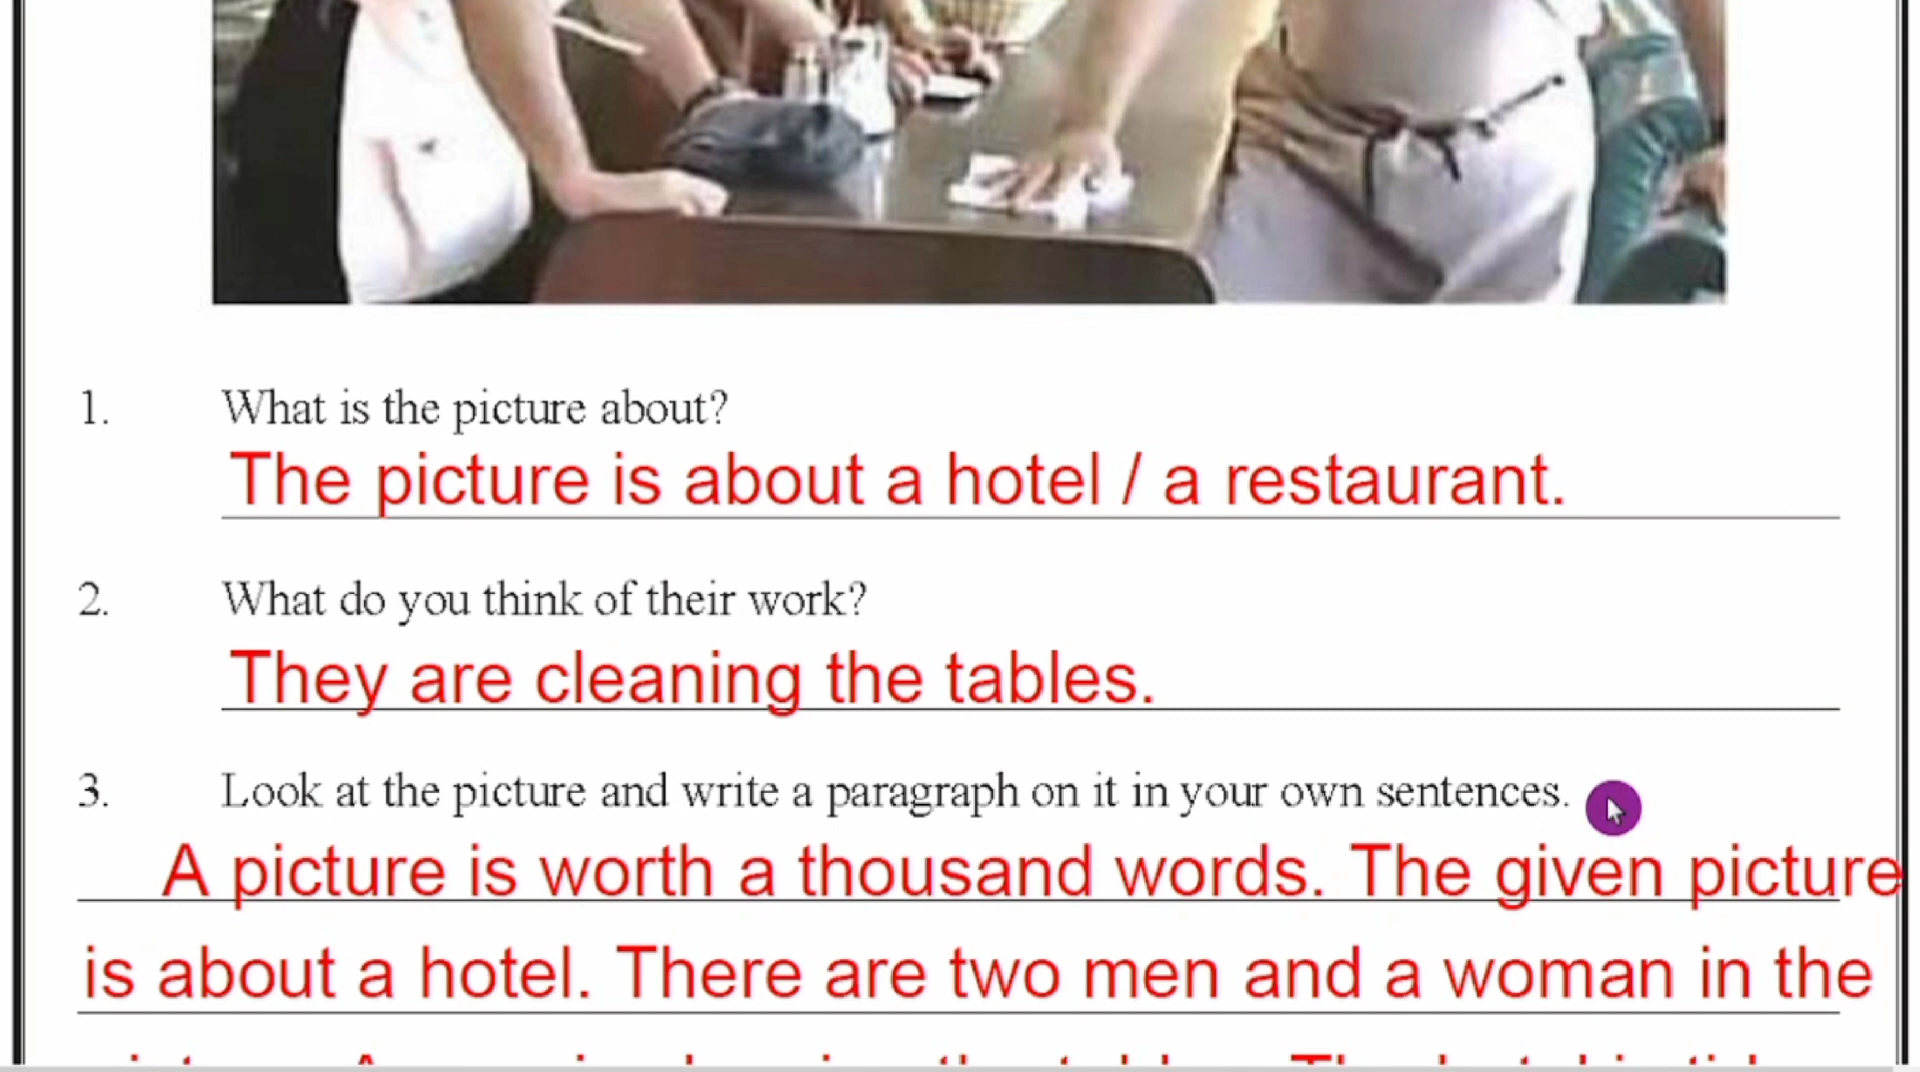 1. What is the picture about?
The picture is about a hotel / a restaurant.
2. What do you think of their work?
They are cleaning the tables.
3. Look at the picture and write a paragraph on it in your own sentences.
A picture is worth a thousand words. The given picture
is about a hotel. There are two men and a woman in the